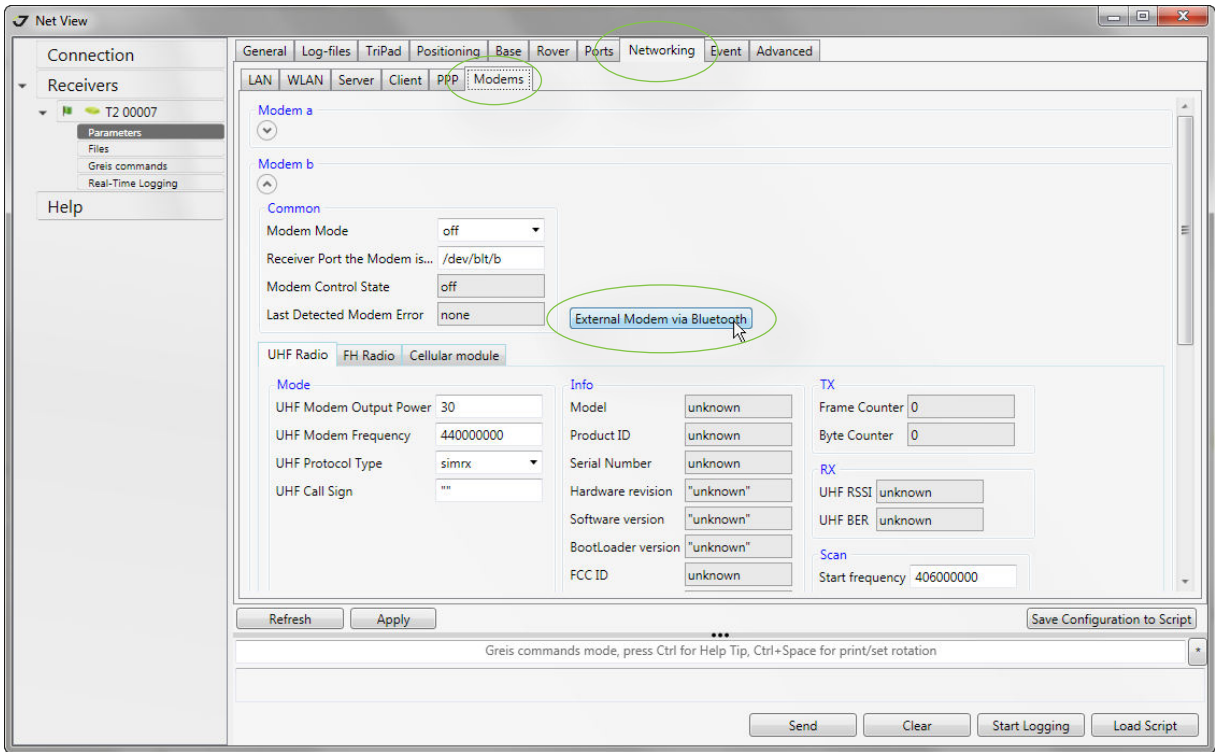 Net View
Connection
Receivers
T2 00007
Parameters
Files
Greis commands
Real-Time Logging
Help
General Log-files TriPad Positioning Base Rover Ports Networking Event Advanced
LAN WLAN Server Client PPP Modems
Modem a
Modem b
Common
Modem Mode off
Receiver Port the Modem is... /dev/blt/b
Modem Control State off
Last Detected Modem Error none
External Modem via Bluetooth
UHF Radio FH Radio Cellular module
Mode
UHF Modem Output Power 30
UHF Modem Frequency 440000000
UHF Protocol Type simrx
UHF Call Sign ""
Info
Model unknown
Product ID unknown
Serial Number unknown
Hardware revision "unknown"
Software version "unknown"
BootLoader version "unknown"
FCC ID unknown
TX
Frame Counter 0
Byte Counter 0
RX
UHF RSSI unknown
UHF BER unknown
Scan
Start frequency 406000000
Refresh Apply Save Configuration to Script
Greis commands mode, press Ctrl for Help Tip, Ctrl+Space for print/set rotation
*
Send Clear Start Logging Load Script